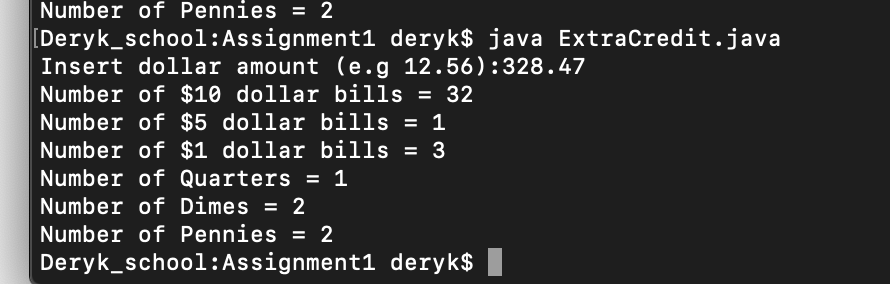 Number of Pennies = 2
[Deryk_school:Assignment1 deryk$ java ExtraCredit.java
Insert dollar amount (e.g 12.56):328.47
Number of $10 dollar bills = 32
Number of $5 dollar bills = 1
Number of $1 dollar bills = 3
Number of Quarters = 1
Number of Dimes = 2
Number of Pennies = 2
Deryk_school:Assignment1 deryk$